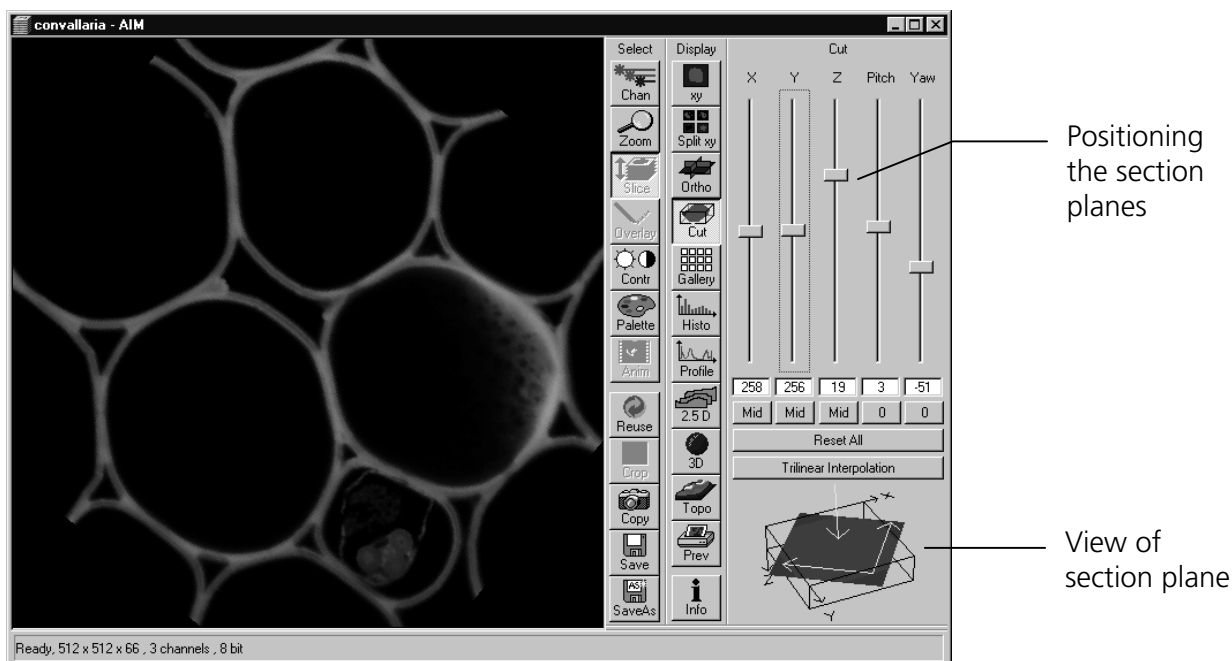 convallaria - AIM
Select
Chan
Zoom
Slice
Overlay
Contr
Palette
Anim
Reuse
Crop
Copy
Save
AS
SaveAs
Display
xy
Split xy
Ortho
Cut
Gallery
Histo
Profile
2.5 D
3D
Topo
Prev
i
Info
Cut
X Y Z Pitch Yaw
258 256 19 3 -51
Mid Mid Mid 0 0
Reset All
Trilinear Interpolation
X
Z
Y
Positioning
the section
planes
View of
section plane
Ready, 512 x 512 x 66 , 3 channels , 8 bit